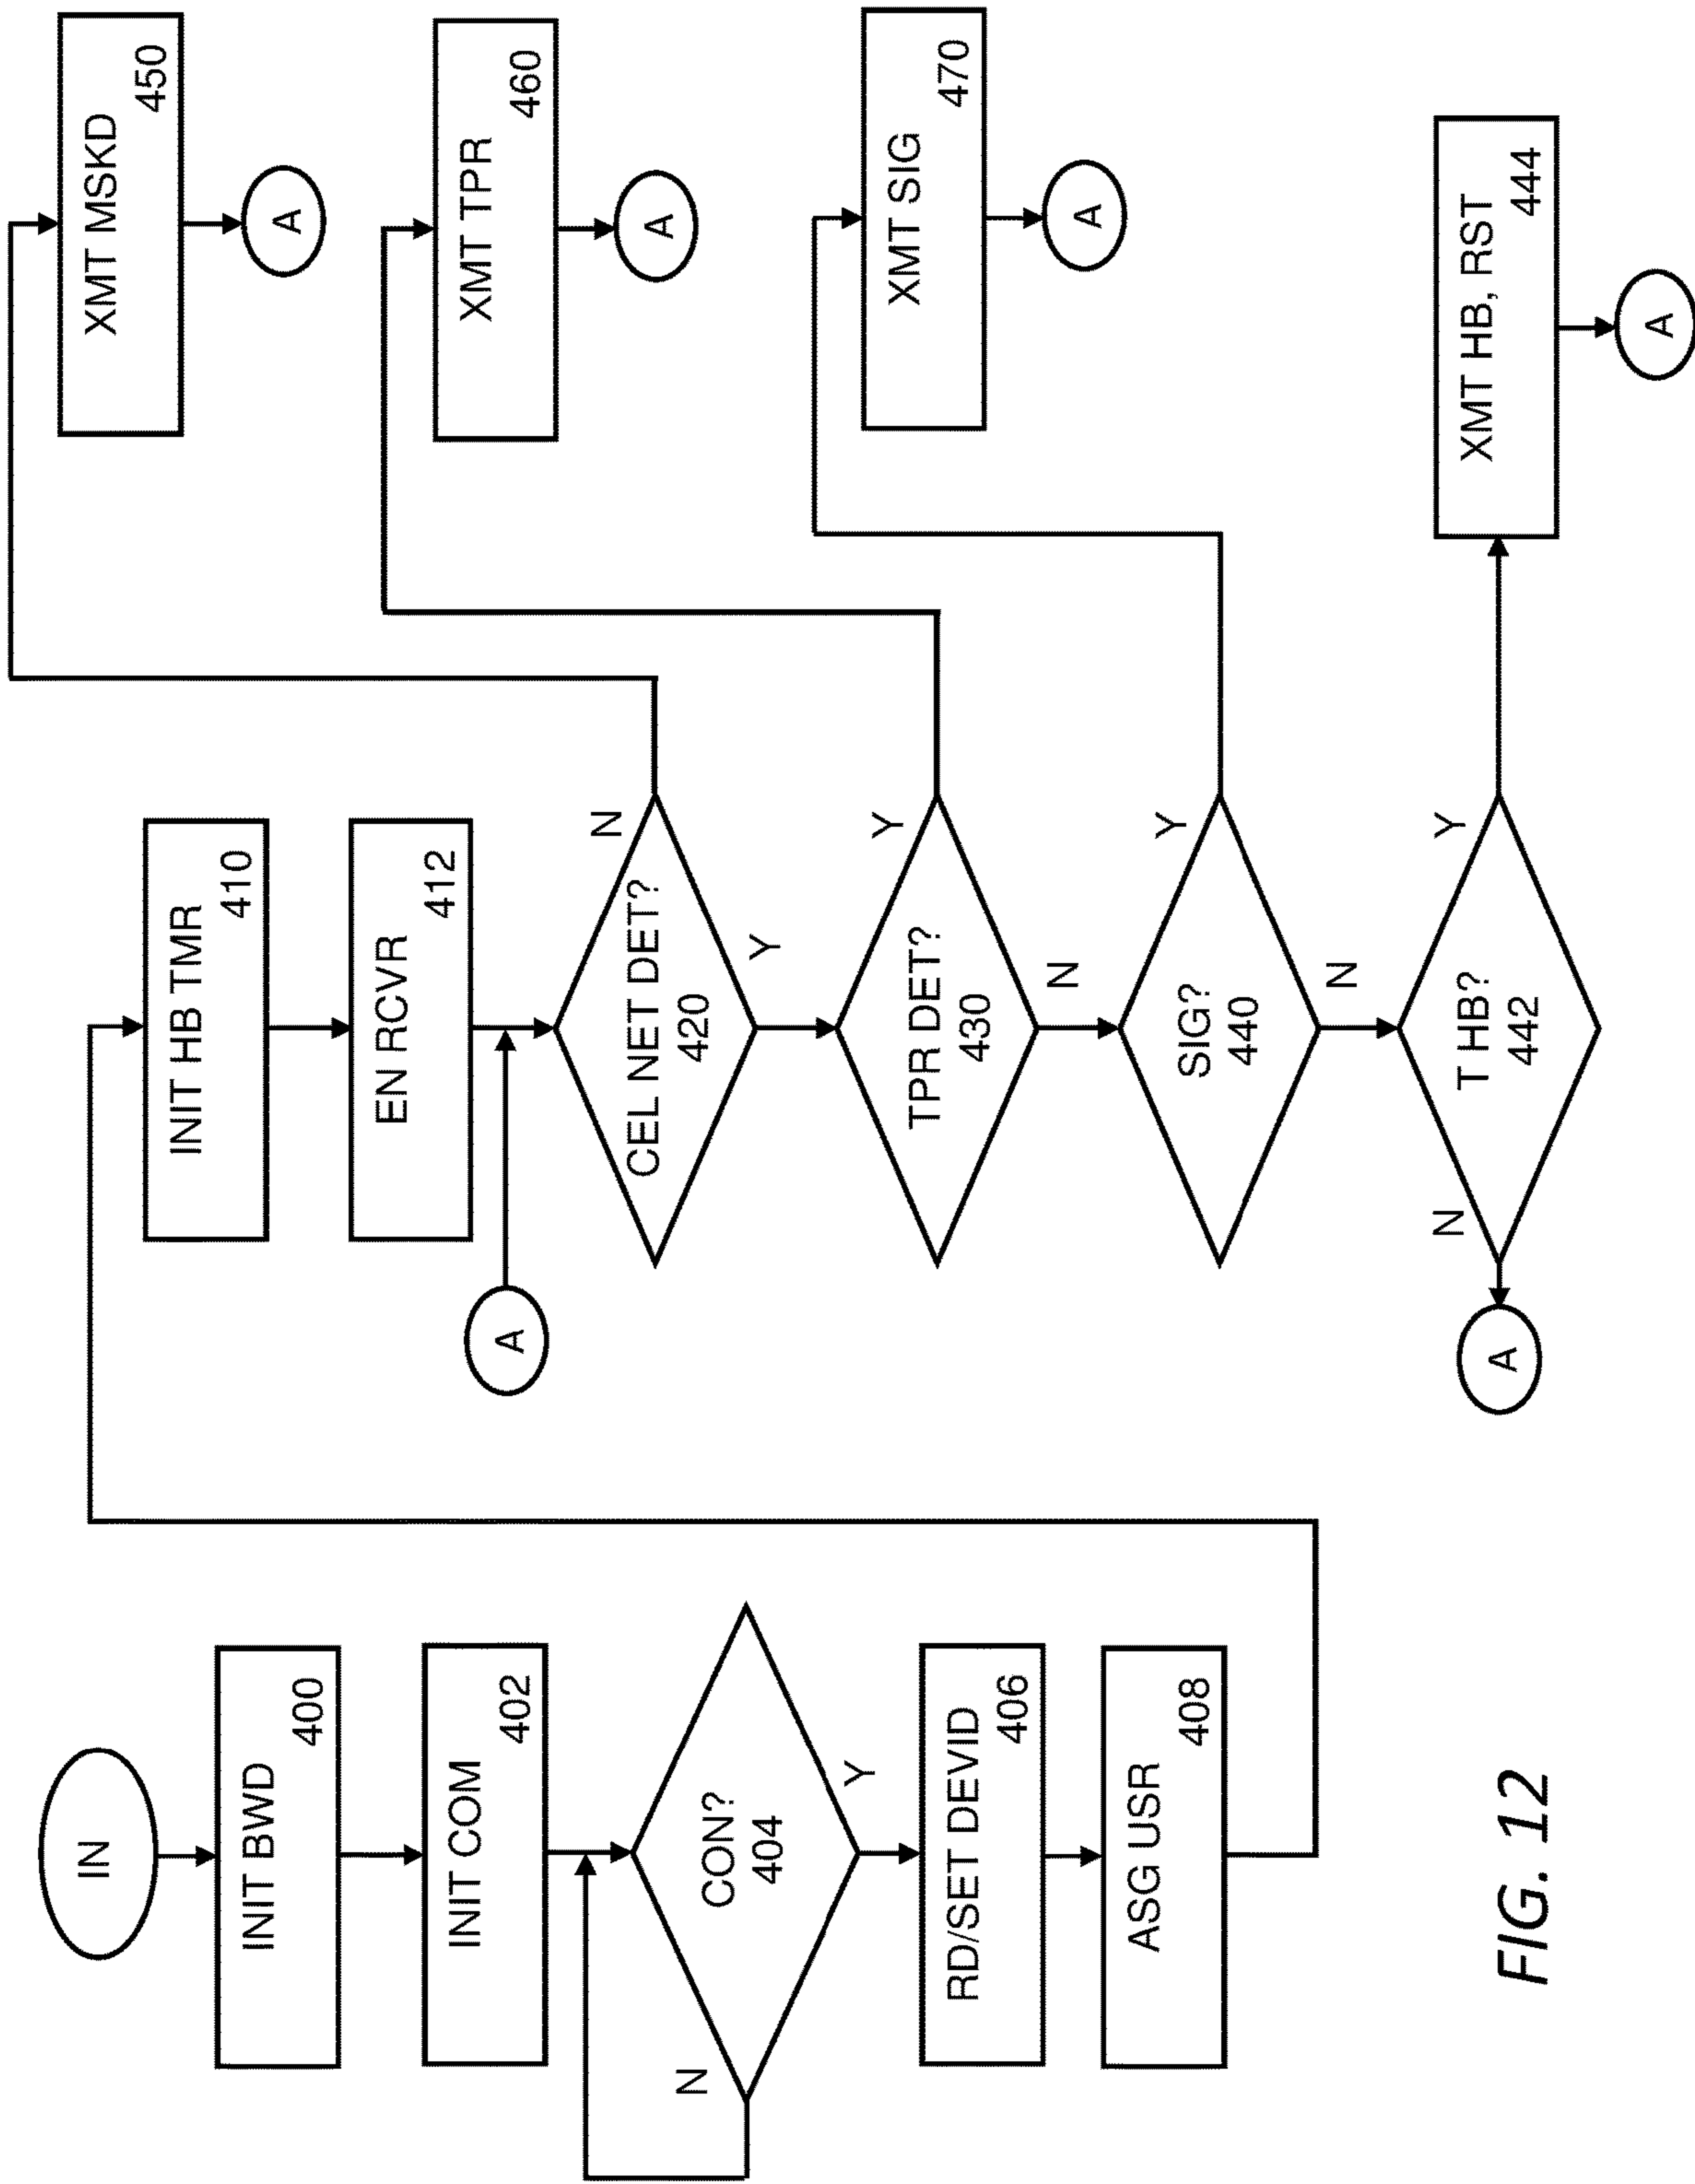 IN
INIT BWD
400
INIT COM
402
CON?
404
N
Y
RD/SET DEVID
406
ASG USR
408
INIT HB TMR
410
EN RCVR
412
A
CEL NET DET?
420
N
Y
TPR DET?
430
Y
N
SIG?
440
Y
N
T HB?
442
N
Y
A
XMT MSKD
450
A
XMT TPR
460
A
XMT SIG
470
A
XMT HB, RST
444
A
FIG. 12